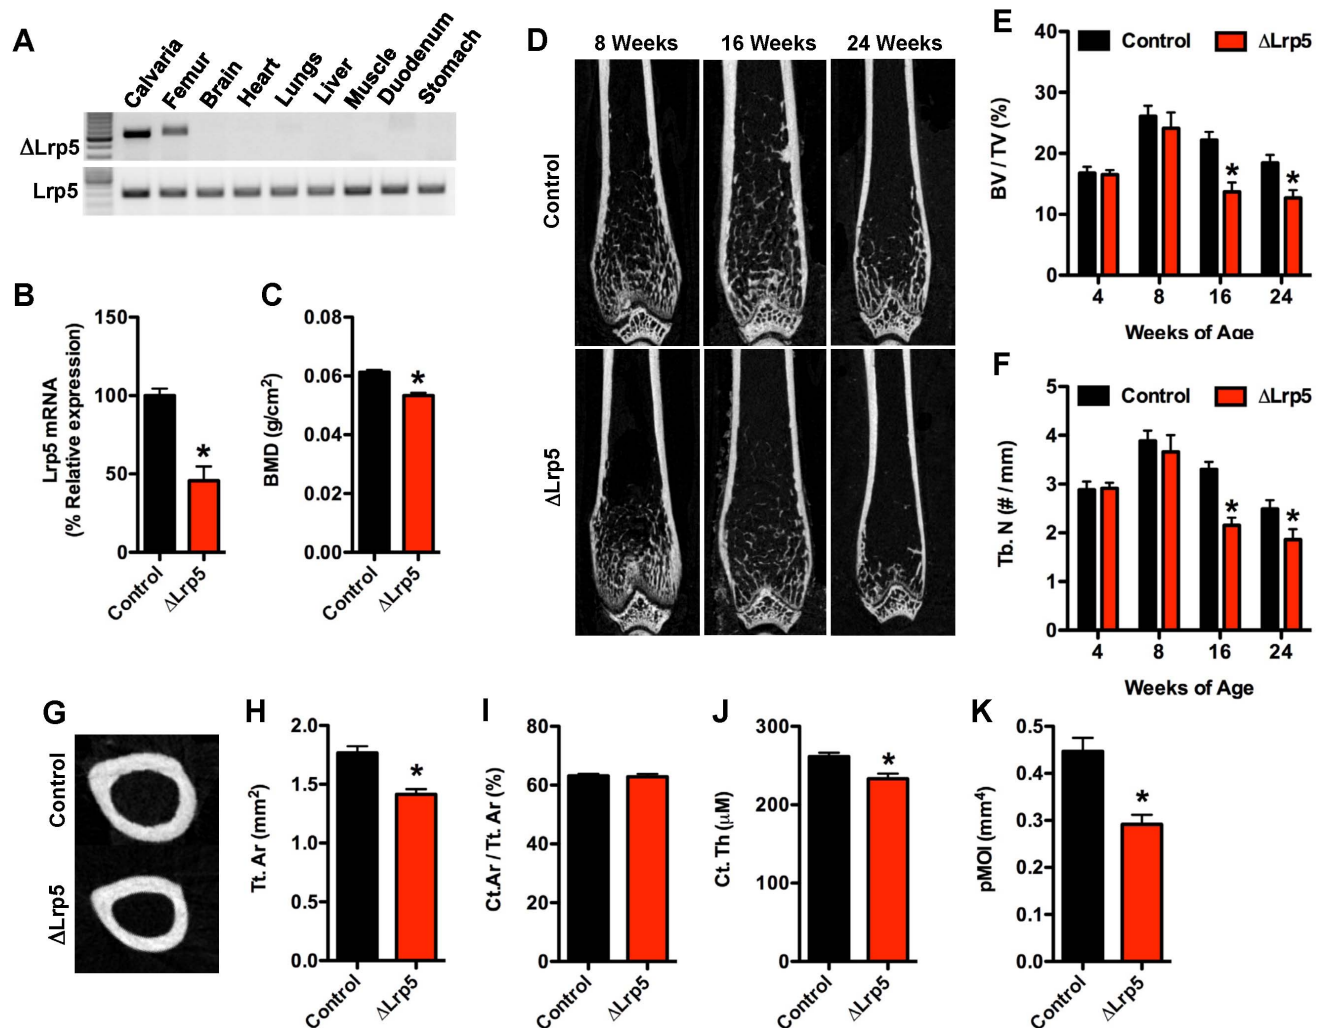 A
Calvaria
Femur
Brain
Heart
Lungs
Liver
Muscle
Duodenum
Stomach
ΔLrp5
Lrp5
B
Lrp5 mRNA
(% Relative expression)
150
100
50
0
*
Control
ΔLrp5
C
BMD (g/cm²)
0.08
0.06
0.04
0.02
0.00
*
Control
ΔLrp5
D
8 Weeks 16 Weeks 24 Weeks
Control
ΔLrp5
E
Control ΔLrp5
BV / TV (%)
40
30
20
10
0
* *
4 8 16 24
Weeks of Age
F
Control ΔLrp5
Tb. N (# / mm)
5
4
3
2
1
0
* *
4 8 16 24
Weeks of Age
G
Control
ΔLrp5
H
Tt. Ar (mm²)
2.0
1.5
1.0
0.5
0.0
*
Control
ΔLrp5
I
Ct.Ar / Tt. Ar (%)
80
60
40
20
0
Control
ΔLrp5
J
Ct. Th (μM)
300
200
100
0
*
Control
ΔLrp5
K
pMOI (mm⁴)
0.5
0.4
0.3
0.2
0.1
0.0
*
Control
ΔLrp5